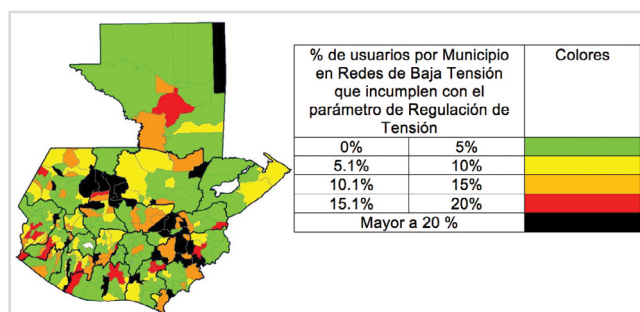 % de usuarios por Municipio
en Redes de Baja Tensión
que incumplen con el
parámetro de Regulación de
Tensión
Colores
0% 5%
5.1% 10%
10.1% 15%
15.1% 20%
Mayor a 20 %